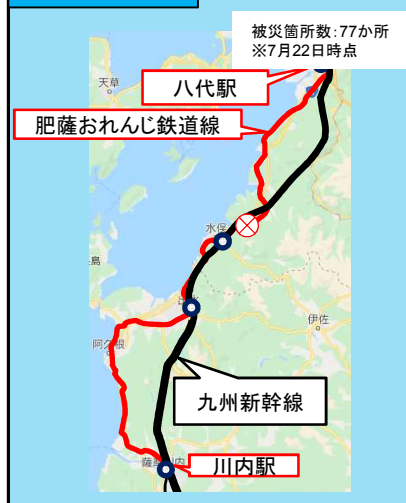 被災箇所数:77か所
※7月22日時点
八代駅
天草
肥薩おれんじ鉄道線
水俣
出水
伊佐
阿久根
九州新幹線
川内駅